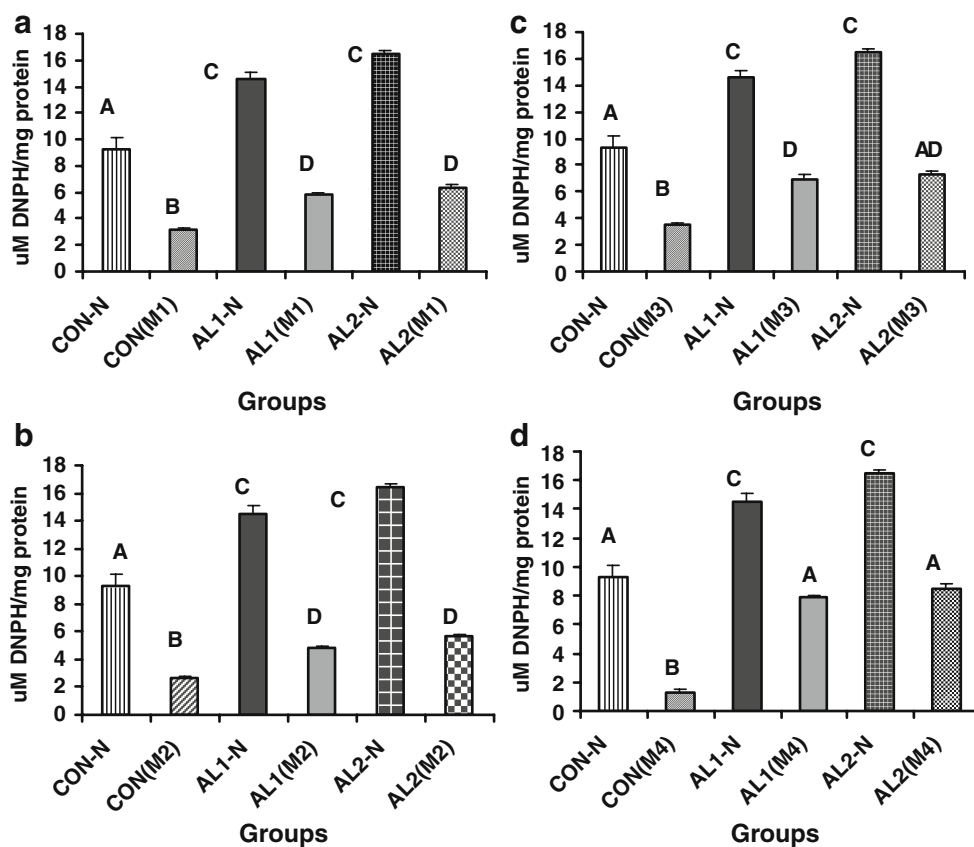 a
uM DNPH/mg protein
18
16
14
12
10
8
6
4
2
0
A
B
C
D
C
D
CON-N
CON(M1)
AL1-N
AL1(M1)
AL2-N
AL2(M1)
Groups
c
uM DNPH/mg protein
18
16
14
12
10
8
6
4
2
0
A
B
C
D
C
AD
CON-N
CON(M3)
AL1-N
AL1(M3)
AL2-N
AL2(M3)
Groups
b
uM DNPH/mg protein
18
16
14
12
10
8
6
4
2
0
A
B
C
D
C
D
CON-N
CON(M2)
AL1-N
AL1(M2)
AL2-N
AL2(M2)
Groups
d
uM DNPH/mg protein
18
16
14
12
10
8
6
4
2
0
A
B
C
A
C
A
CON-N
CON(M4)
AL1-N
AL1(M4)
AL2-N
AL2(M4)
Groups